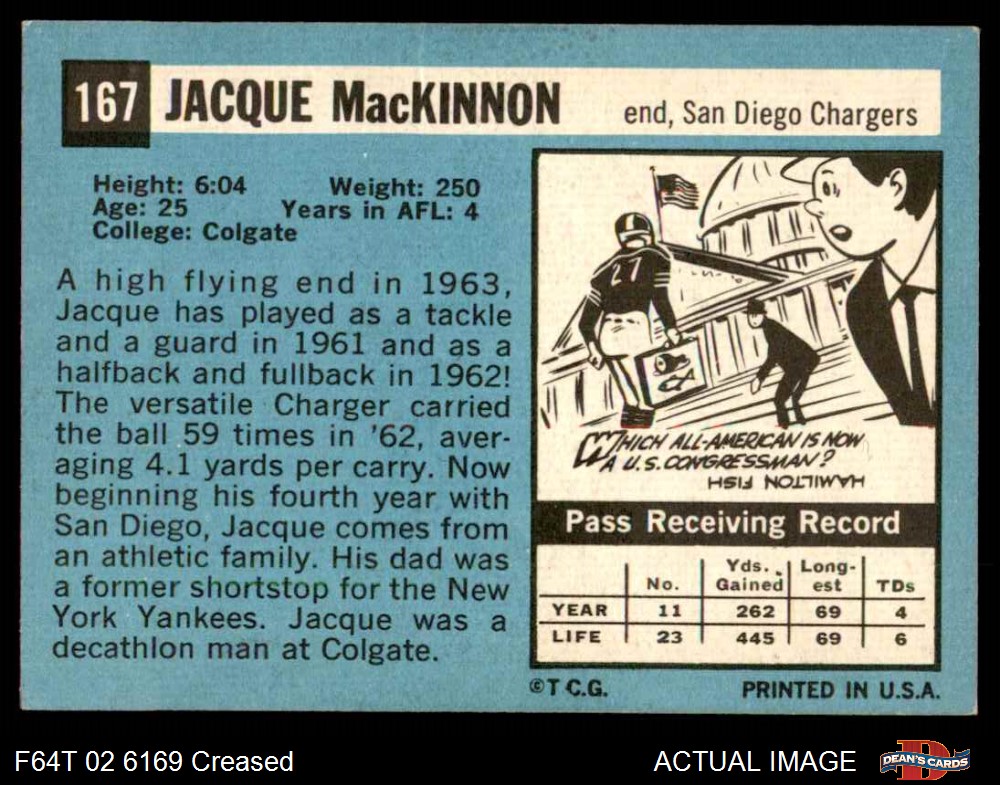 167 JACQUE MacKINNON end, San Diego Chargers
Height: 6:04 Weight: 250
Age: 25 Years in AFL: 4
College: Colgate
A high flying end in 1963,
Jacque has played as a tackle
and a guard in 1961 and as a
halfback and fullback in 1962!
The versatile Charger carried
the ball 59 times in '62, aver-
aging 4.1 yards per carry. Now
beginning his fourth year with
San Diego, Jacque comes from
an athletic family. His dad was
a former shortstop for the New
York Yankees. Jacque was a
decathlon man at Colgate.
27
WHICH ALL-AMERICAN IS NOW
A U.S. CONGRESSMAN?
HAMILTON FISH
Pass Receiving Record
No. Yds. Gained Long-est TDs
YEAR 11 262 69 4
LIFE 23 445 69 6
©T.C.G. PRINTED IN U.S.A.
F64T 02 6169 Creased ACTUAL IMAGE DEAN'S CARDS